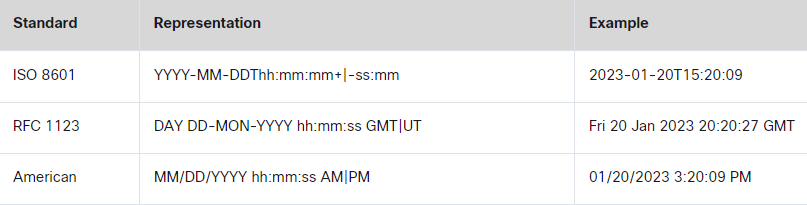 Standard Representation Example
ISO 8601 YYYY-MM-DDThh:mm:mm+|-ss:mm 2023-01-20T15:20:09
RFC 1123 DAY DD-MON-YYYY hh:mm:ss GMT|UT Fri 20 Jan 2023 20:20:27 GMT
American MM/DD/YYYY hh:mm:ss AM|PM 01/20/2023 3:20:09 PM